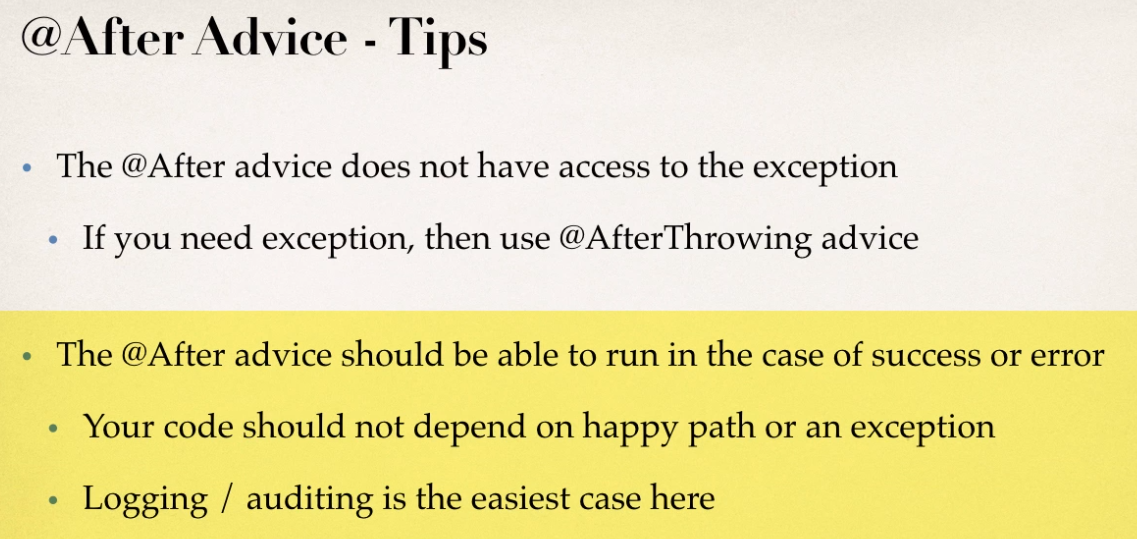 @After Advice - Tips
• The @After advice does not have access to the exception
• If you need exception, then use @AfterThrowing advice
• The @After advice should be able to run in the case of success or error
• Your code should not depend on happy path or an exception
• Logging / auditing is the easiest case here